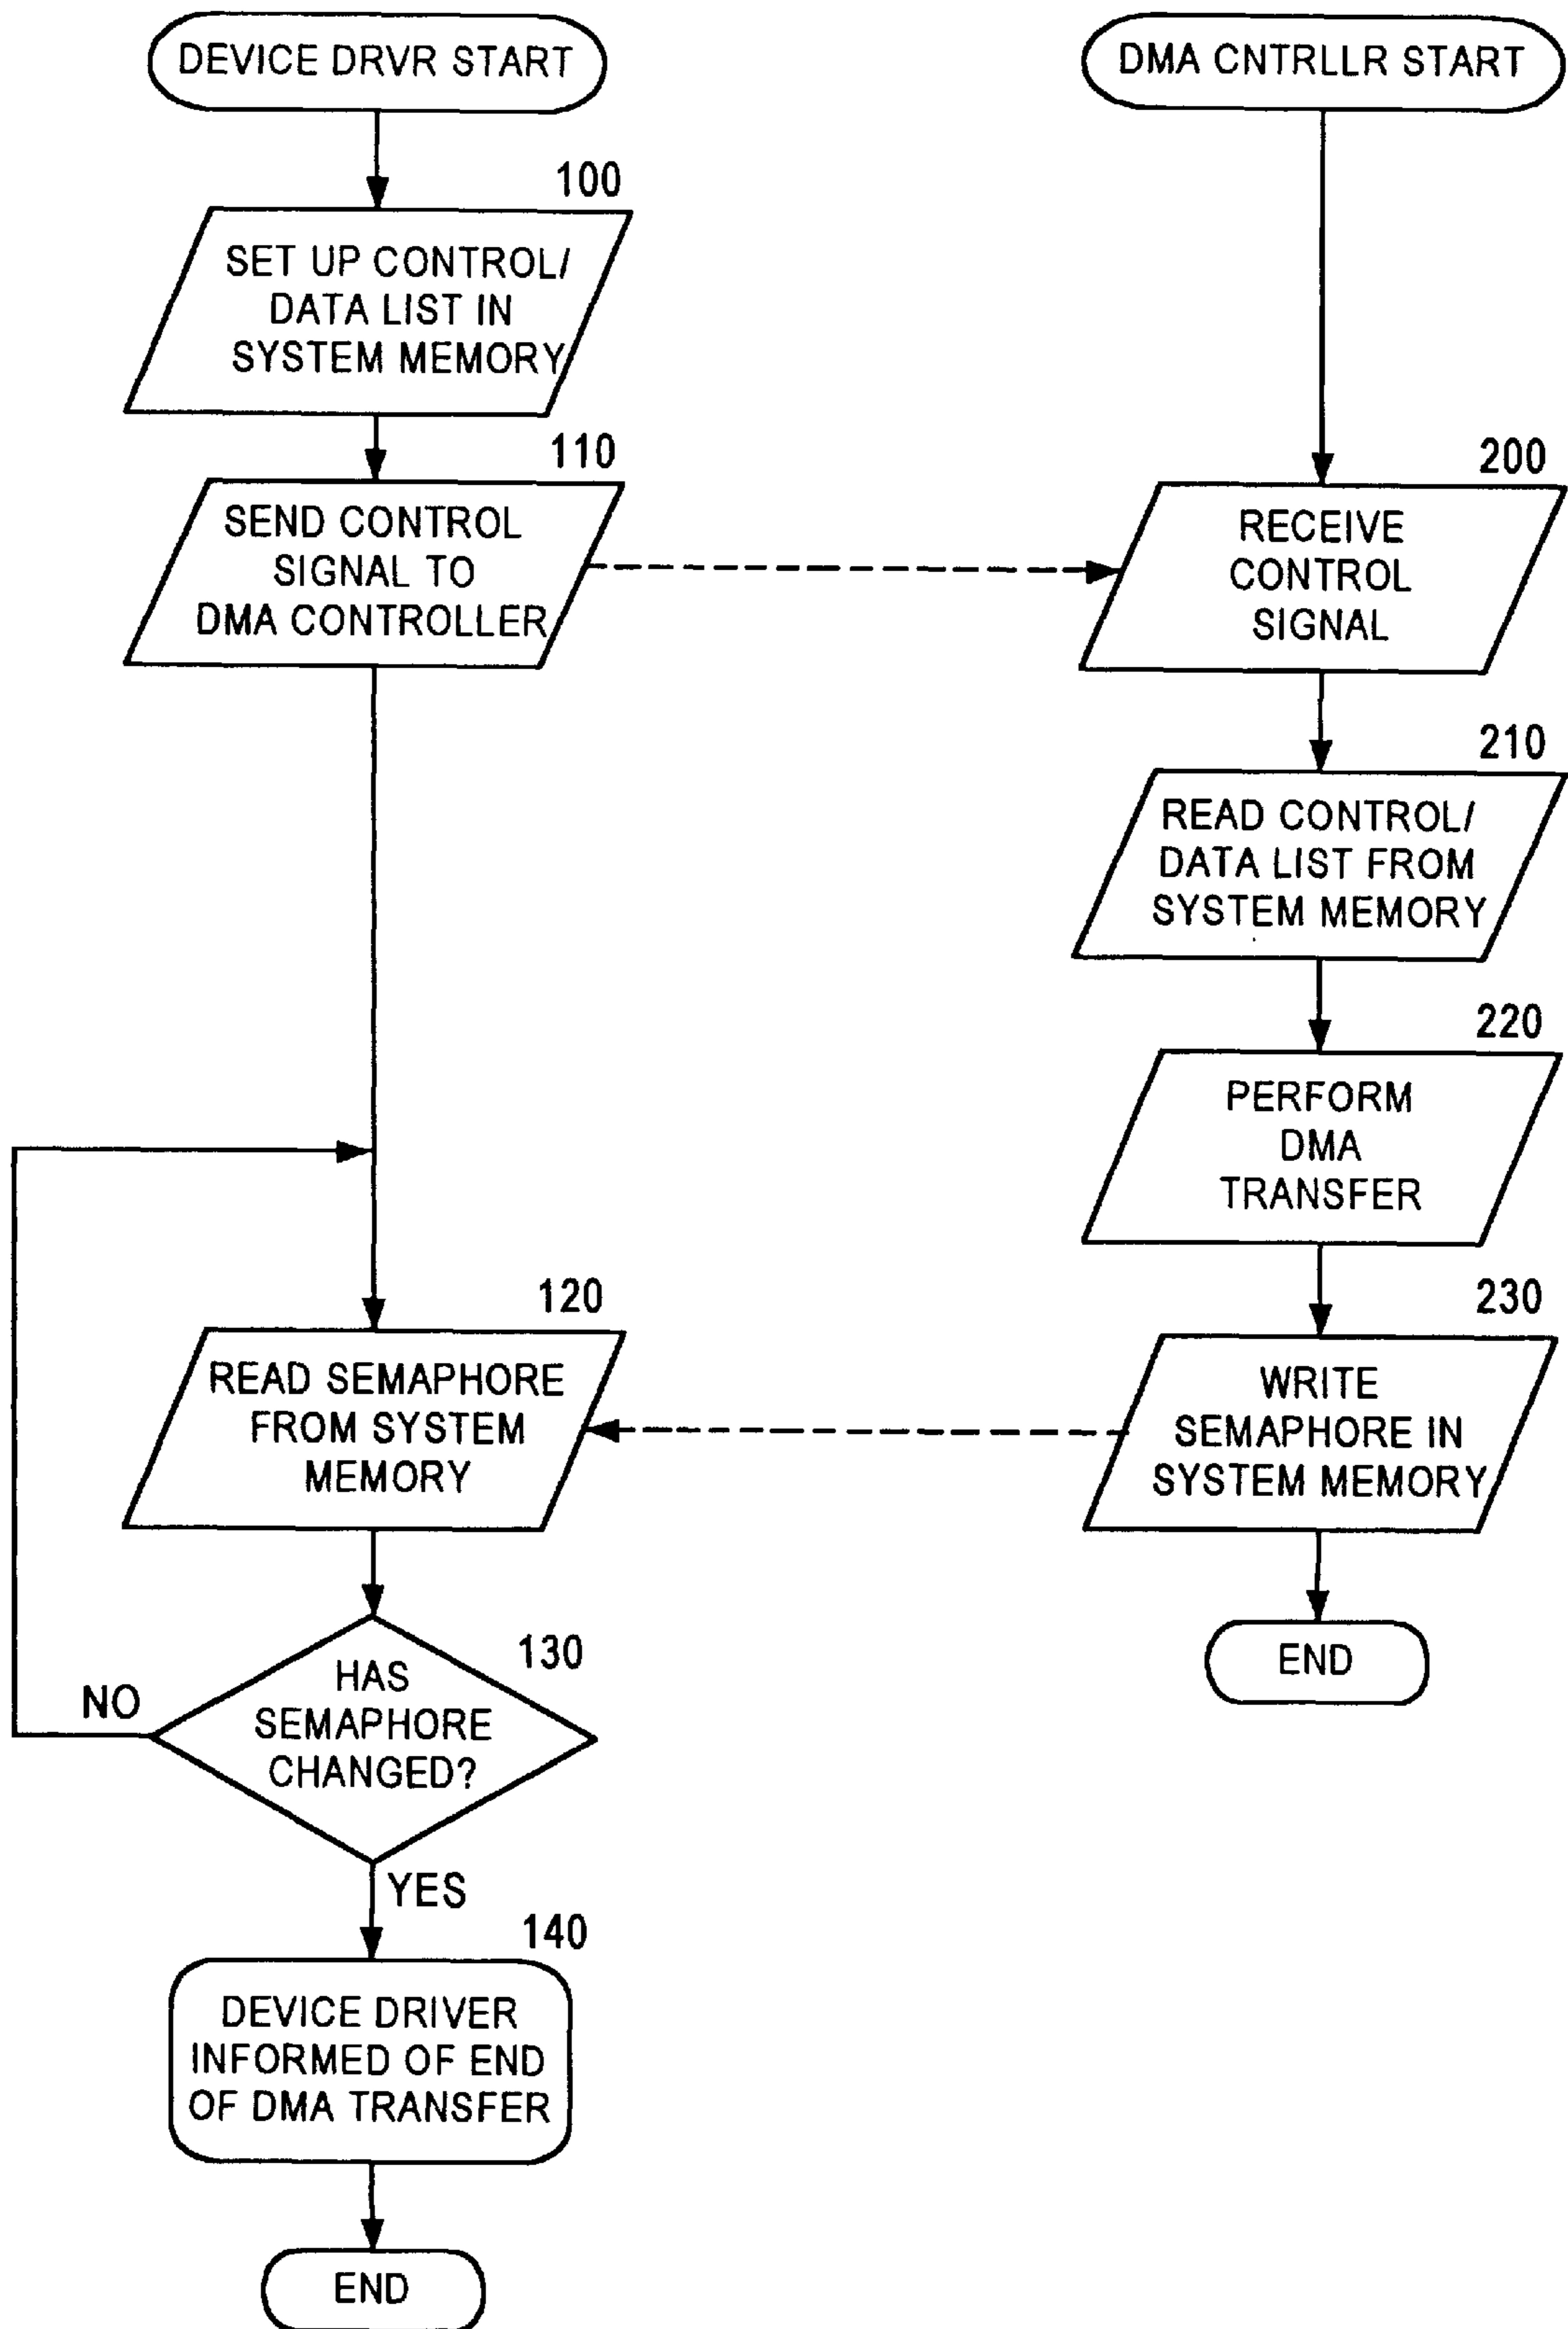 DEVICE DRVR START
100
SET UP CONTROL/
DATA LIST IN
SYSTEM MEMORY
110
SEND CONTROL
SIGNAL TO
DMA CONTROLLER
120
READ SEMAPHORE
FROM SYSTEM
MEMORY
130
HAS
SEMAPHORE
CHANGED?
NO
YES
140
DEVICE DRIVER
INFORMED OF END
OF DMA TRANSFER
END
DMA CNTRLLR START
200
RECEIVE
CONTROL
SIGNAL
210
READ CONTROL/
DATA LIST FROM
SYSTEM MEMORY
220
PERFORM
DMA
TRANSFER
230
WRITE
SEMAPHORE IN
SYSTEM MEMORY
END